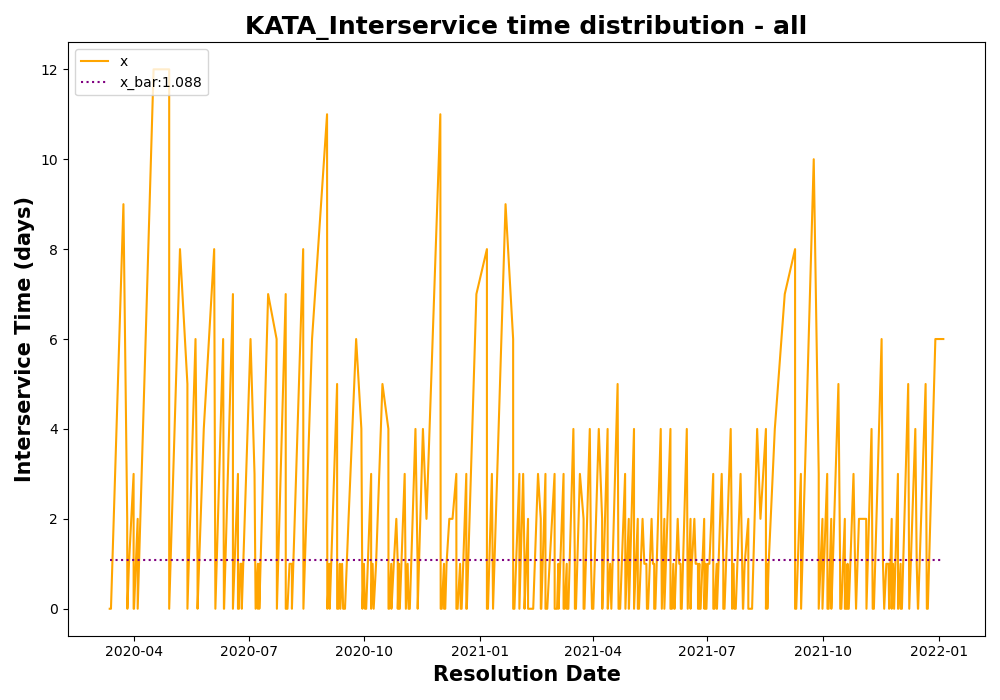 KATA_Interservice time distribution - all
x
x_bar:1.088
12
10
8
6
4
2
0
Interservice Time (days)
2020-04 2020-07 2020-10 2021-01 2021-04 2021-07 2021-10 2022-01
Resolution Date